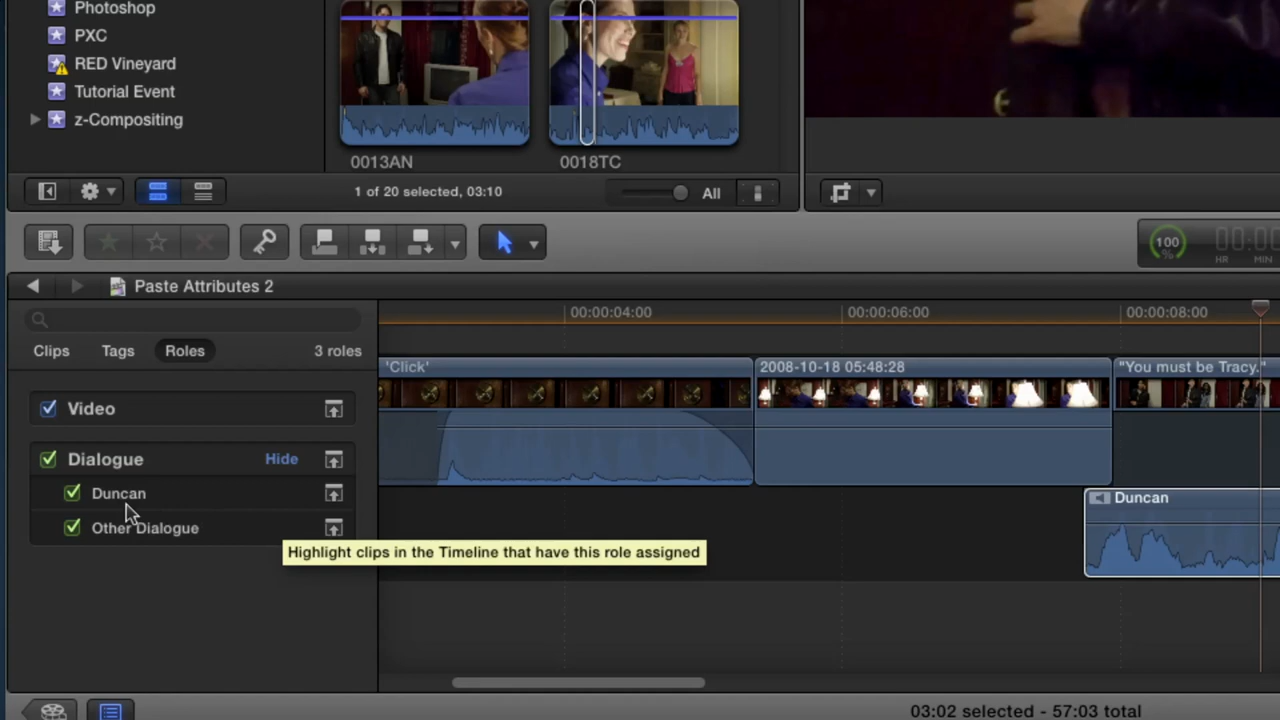 Photoshop
PXC
RED Vineyard
Tutorial Event
z-Compositing
0013AN
0018TC
1 of 20 selected, 03:10
All
100
%
00:00
HR
MIN
Paste Attributes 2
Clips
Tags
Roles
3 roles
00:00:04:00
00:00:06:00
00:00:08:00
'Click'
2008-10-18 05:48:28
"You must be Tracy."
Video
Dialogue
Hide
Duncan
Other Dialogue
Duncan
Highlight clips in the Timeline that have this role assigned
03:02 selected - 57:03 total